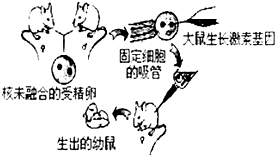 大鼠生长激素基因
固定细胞
的吸管
核未融合的受精卵
生出的幼鼠